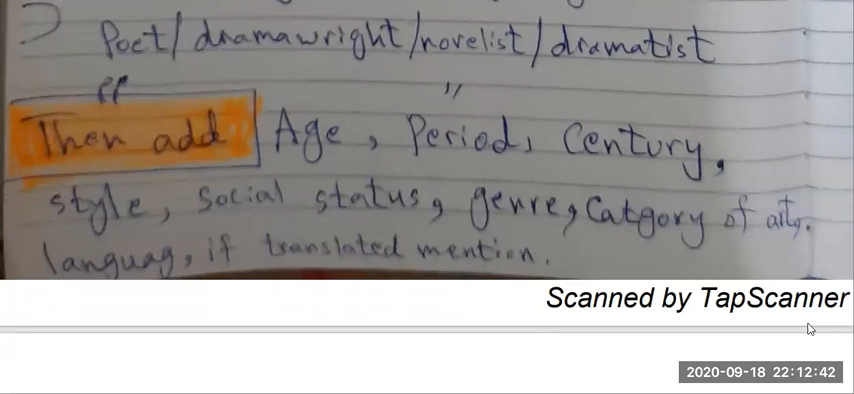 Poet/dramawright/novelist/dramatist
" "
Then add Age, Period, Century,
style, Social status, genre, Catgory of arts.
languag, if translated mention.
Scanned by TapScanner
2020-09-18 22:12:42